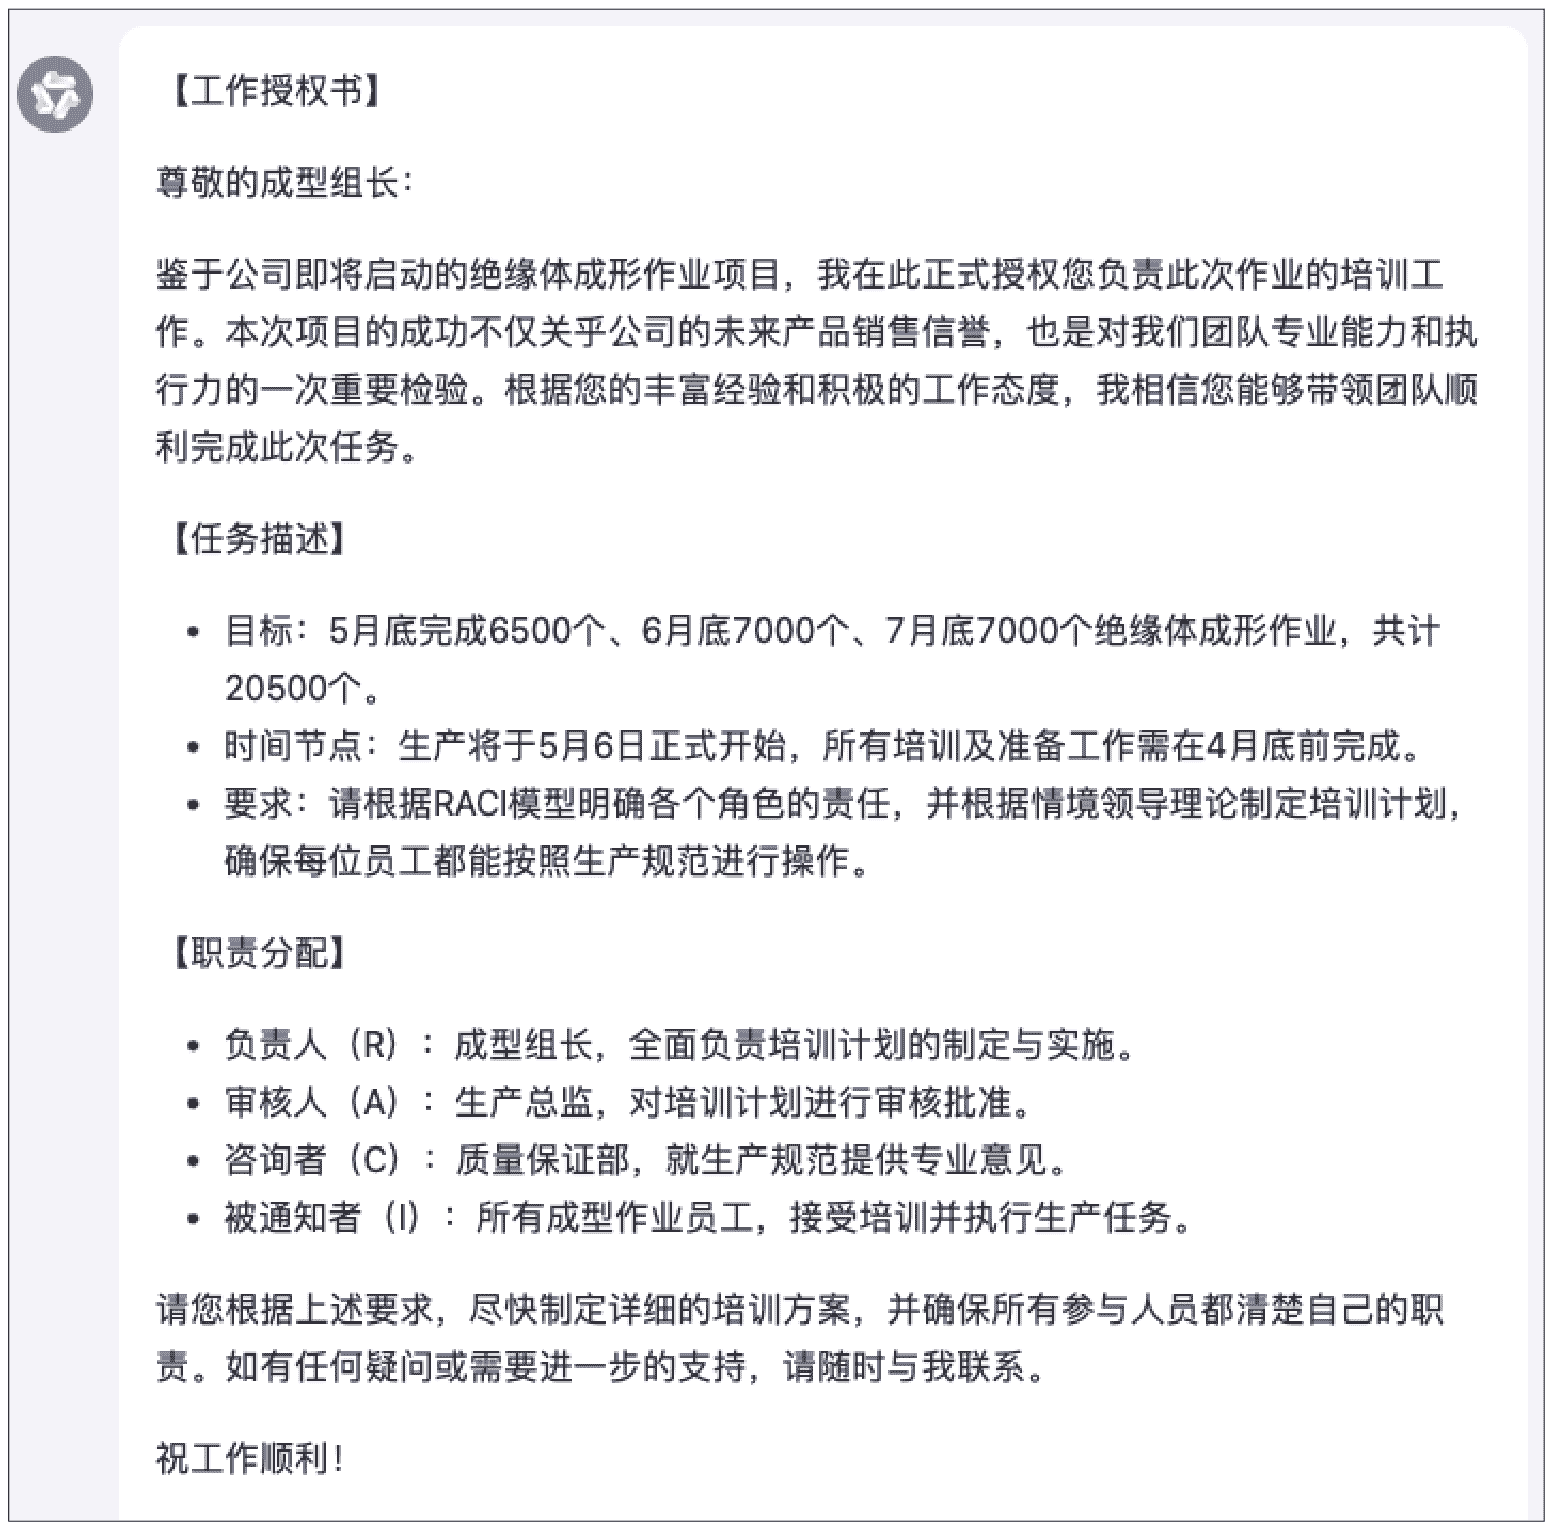 【工作授权书】
尊敬的成型组长：
鉴于公司即将启动的绝缘体成形作业项目，我在此正式授权您负责此次作业的培训工
作。本次项目的成功不仅关乎公司的未来产品销售信誉，也是对我们团队专业能力和执
行力的一次重要检验。根据您的丰富经验和积极的工作态度，我相信您能够带领团队顺
利完成此次任务。
【任务描述】
• 目标：5月底完成6500个、6月底7000个、7月底7000个绝缘体成形作业，共计
20500个。
• 时间节点：生产将于5月6日正式开始，所有培训及准备工作需在4月底前完成。
• 要求：请根据RACI模型明确各个角色的责任，并根据情境领导理论制定培训计划，
确保每位员工都能按照生产规范进行操作。
【职责分配】
• 负责人（R）：成型组长，全面负责培训计划的制定与实施。
• 审核人（A）：生产总监，对培训计划进行审核批准。
• 咨询者（C）：质量保证部，就生产规范提供专业意见。
• 被通知者（I）：所有成型作业员工，接受培训并执行生产任务。
请您根据上述要求，尽快制定详细的培训方案，并确保所有参与人员都清楚自己的职
责。如有任何疑问或需要进一步的支持，请随时与我联系。
祝工作顺利！